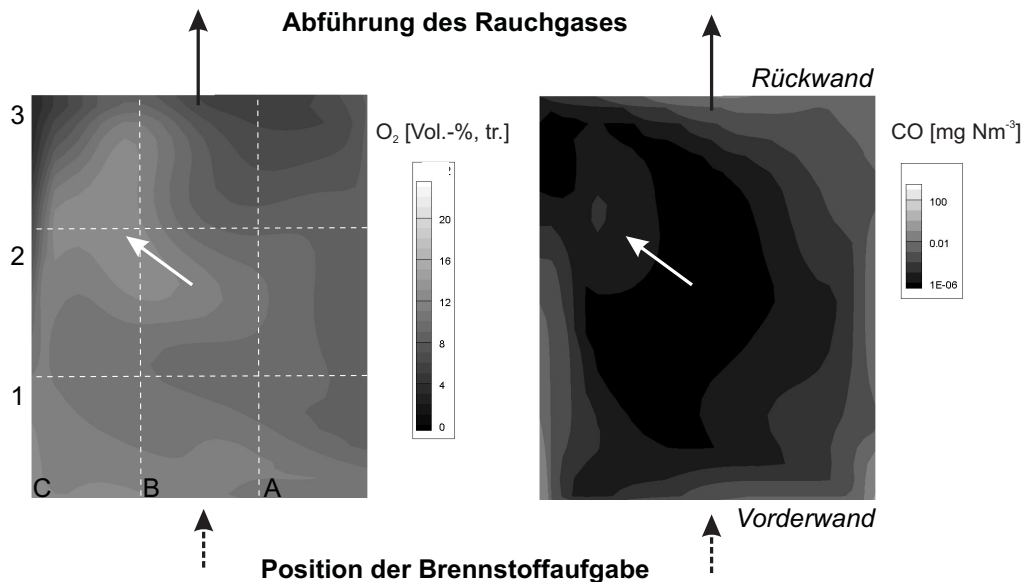 Abführung des Rauchgases
Rückwand
3
2
1
C B A
O2 [Vol.-%, tr.]
20
16
12
8
4
0
CO [mg Nm-3]
100
0.01
1E-06
Vorderwand
Position der Brennstoffaufgabe